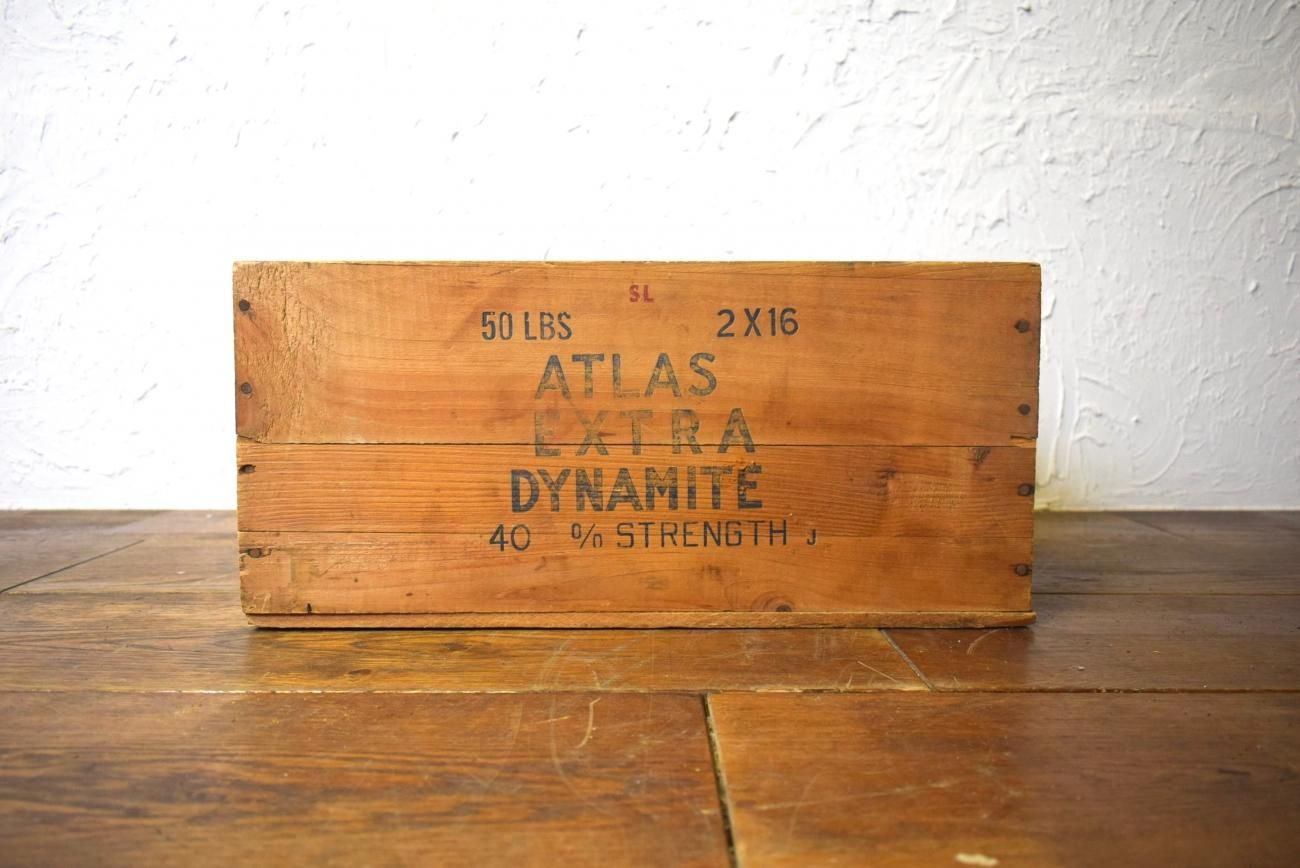 SL
50 LBS 2X16
ATLAS
EXTRA
DYNAMITE
40 % STRENGTH J